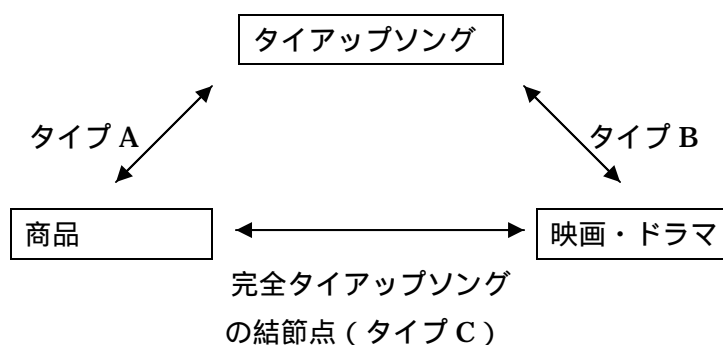 タイアップソング
タイプ A
タイプ B
商品
映画・ドラマ
完全タイアップソング
の結節点（タイプ C）